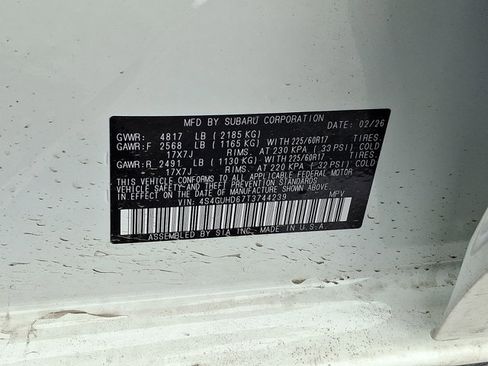 MFD BY SUBARU CORPORATION DATE: 02/26
GVWR: 4817 LB (2185 KG) TIRES
GAWR: F 2568 LB (1165 KG) - WITH 225/60R17
17X7J RIMS. AT 230 KPA (33 PSI) COLD
GAWR: R 2491 LB (1130 KG) - WITH 225/60R17 TIRES
17X7J RIMS. AT 220 KPA (32 PSI) COLD
THIS VEHICLE CONFORMS TO ALL APPLICABLE FEDERAL MOTOR
VEHICLE SAFETY AND THEFT PREVENTION STANDARDS
IN EFFECT ON THE DATE OF MANUFACTURE SHOWN ABOVE.
VIN: 4S4GUHD67T3744239 MPV
ASSEMBLED BY SIA INC. MADE IN U.S.A.